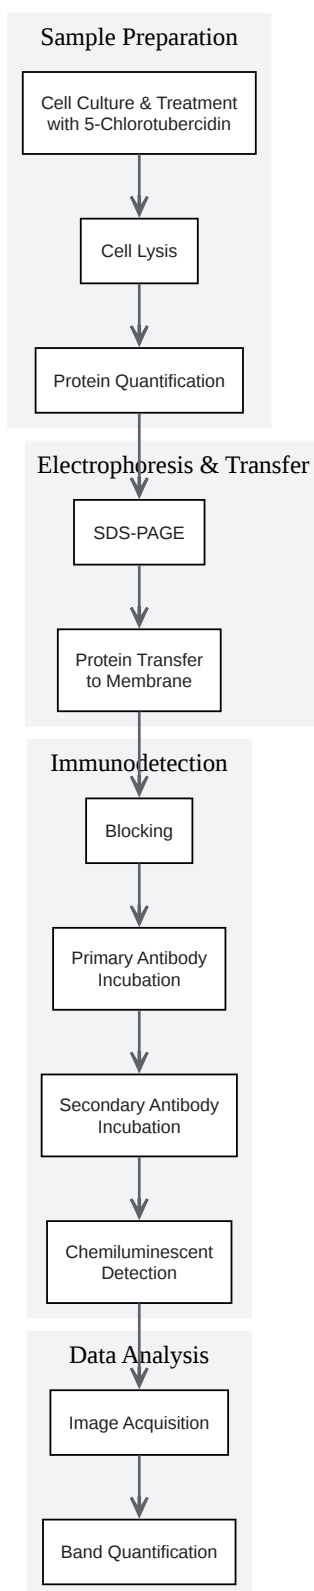 Sample Preparation
Cell Culture & Treatment
with 5-Chlorotubercidin
Cell Lysis
Protein Quantification
Electrophoresis & Transfer
SDS-PAGE
Protein Transfer
to Membrane
Immunodetection
Blocking
Primary Antibody
Incubation
Secondary Antibody
Incubation
Chemiluminescent
Detection
Data Analysis
Image Acquisition
Band Quantification